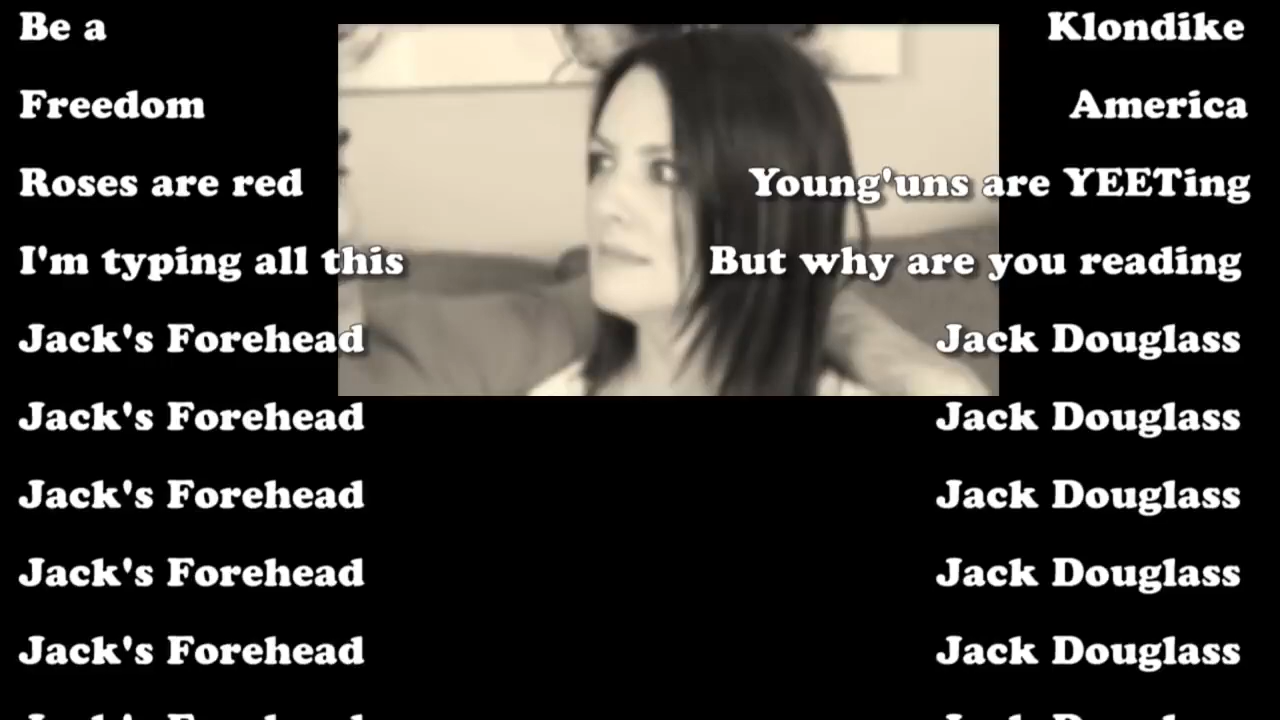 Be a Klondike
Freedom America
Roses are red Young'uns are YEETing
I'm typing all this But why are you reading
Jack's Forehead Jack Douglass
Jack's Forehead Jack Douglass
Jack's Forehead Jack Douglass
Jack's Forehead Jack Douglass
Jack's Forehead Jack Douglass